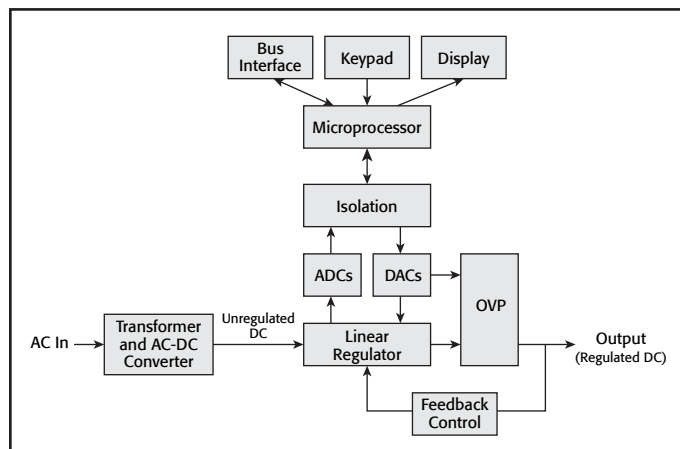 Bus
Interface
Keypad
Display
Microprocessor
Isolation
ADCs
DACs
OVP
AC In
Transformer
and AC-DC
Converter
Unregulated
DC
Linear
Regulator
Output
(Regulated DC)
Feedback
Control